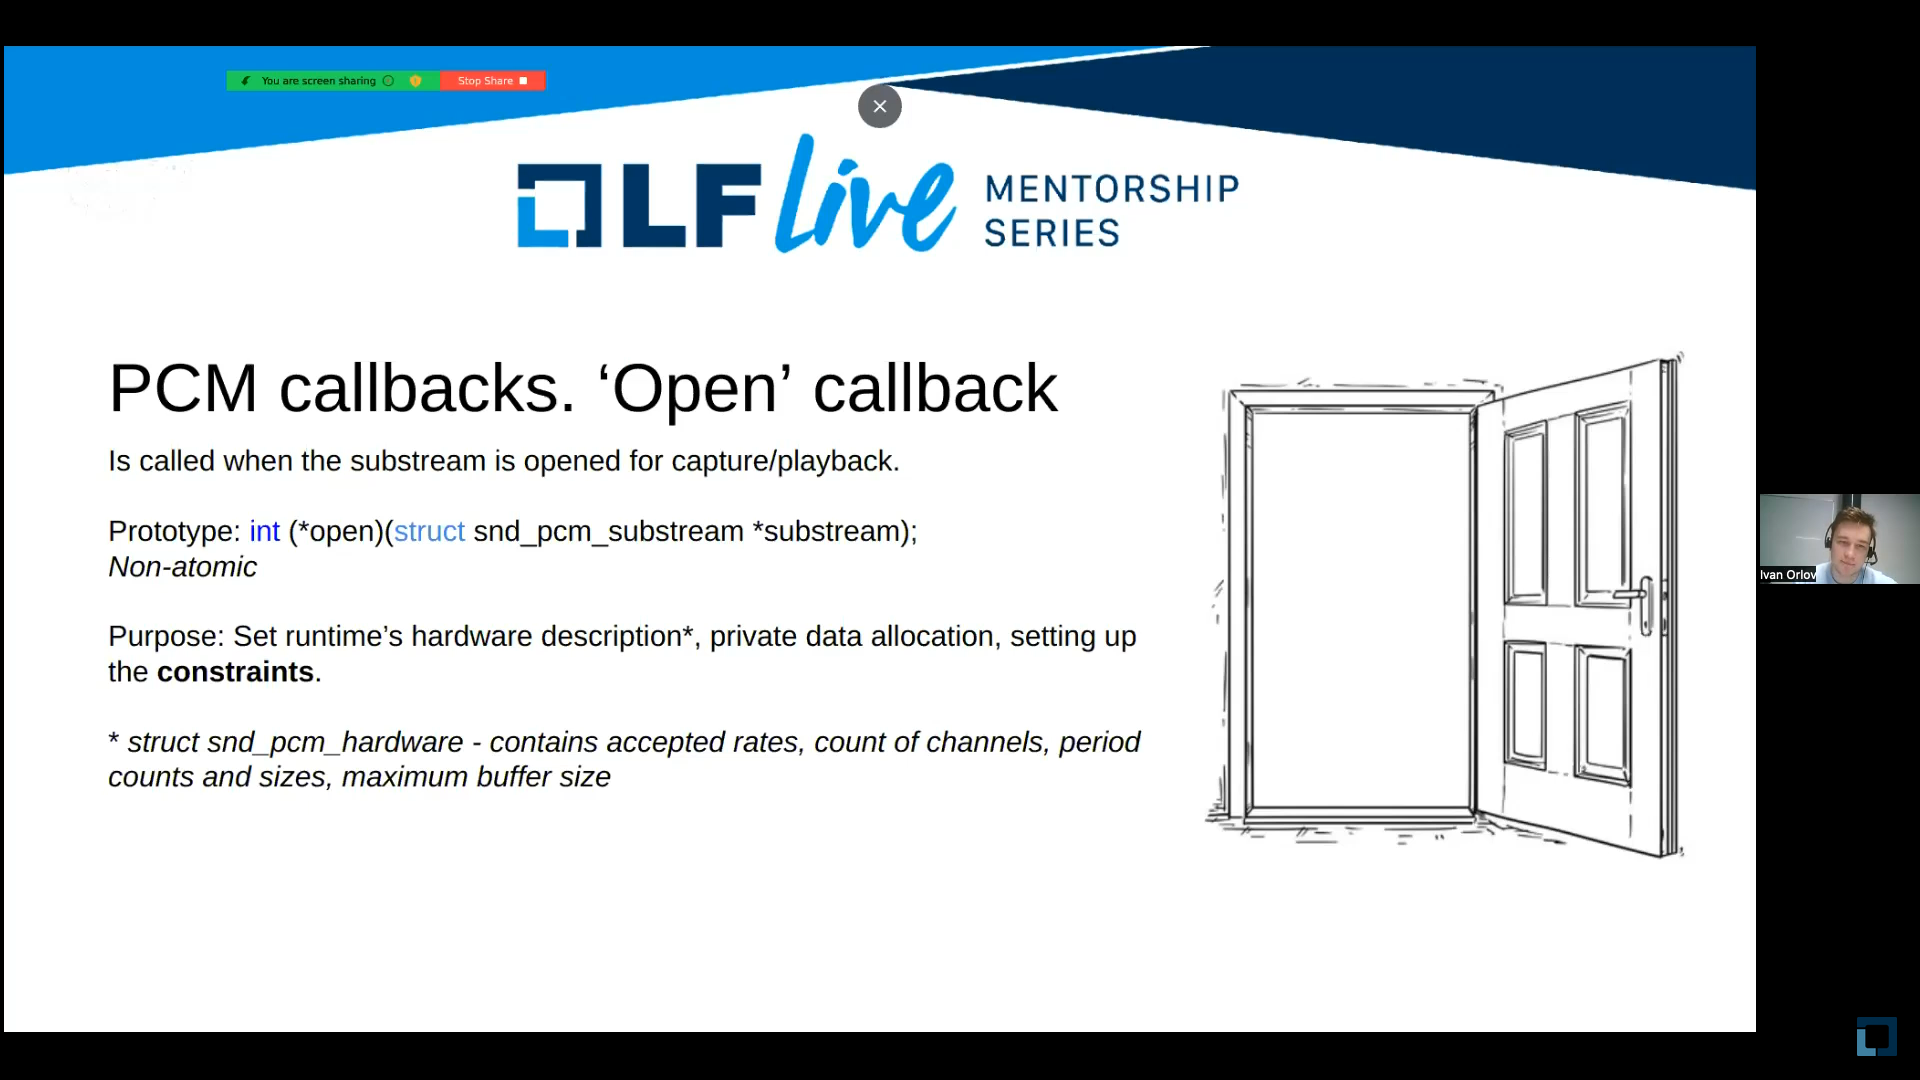 You are screen sharing
Stop Share
LF Live MENTORSHIP
SERIES
PCM callbacks. ‘Open’ callback
Is called when the substream is opened for capture/playback.
Prototype: int (*open)(struct snd_pcm_substream *substream);
Non-atomic
Purpose: Set runtime’s hardware description*, private data allocation, setting up
the constraints.
* struct snd_pcm_hardware - contains accepted rates, count of channels, period
counts and sizes, maximum buffer size
Ivan Orlov